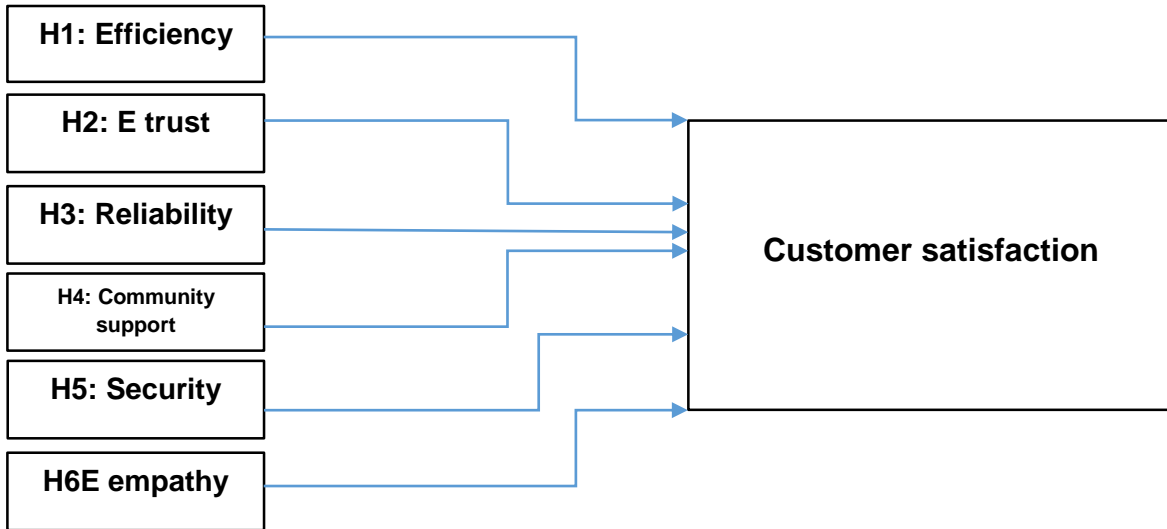 H1: Efficiency
H2: E trust
H3: Reliability
H4: Community
support
H5: Security
H6E empathy
Customer satisfaction